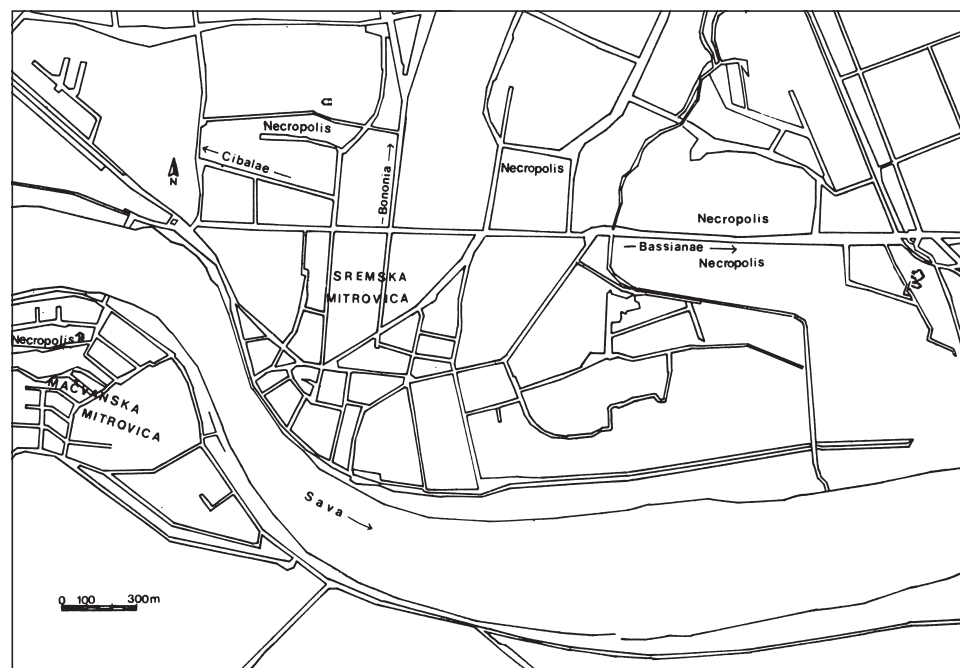 Necropolis
← Cibalae —
— Bononia →
N
Necropolis
Necropolis
— Bassianae →
Necropolis
SREMSKA
MITROVICA
Necropolis
MAČVANSKA
MITROVICA
Sava →
0 100 300m